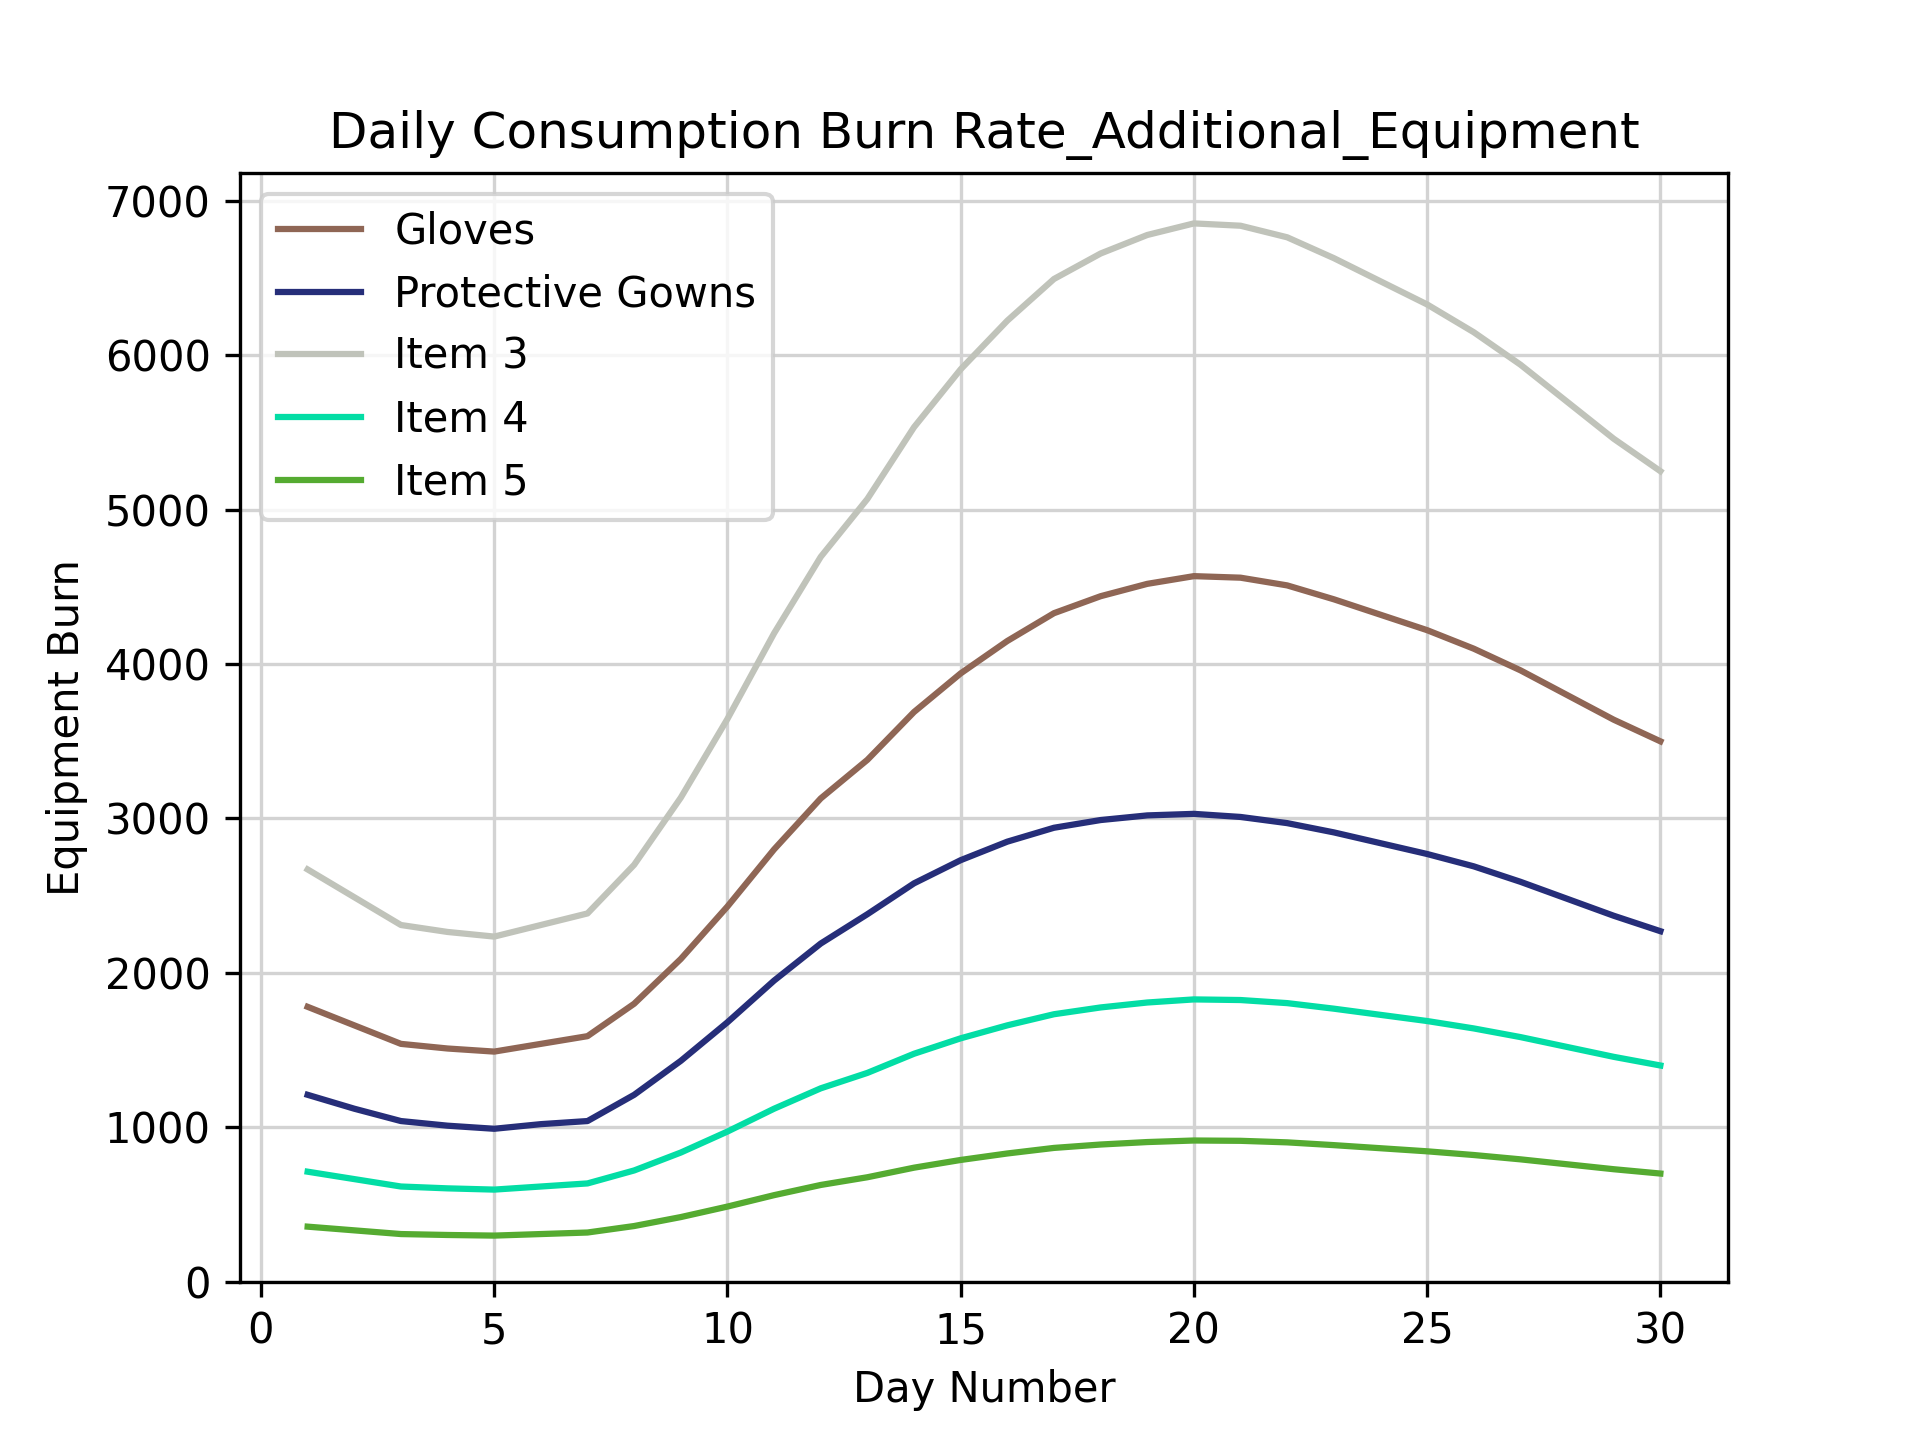 Daily Consumption Burn Rate_Additional_Equipment
7000
6000
5000
4000
3000
2000
1000
0
Equipment Burn
Gloves
Protective Gowns
Item 3
Item 4
Item 5
0 5 10 15 20 25 30
Day Number